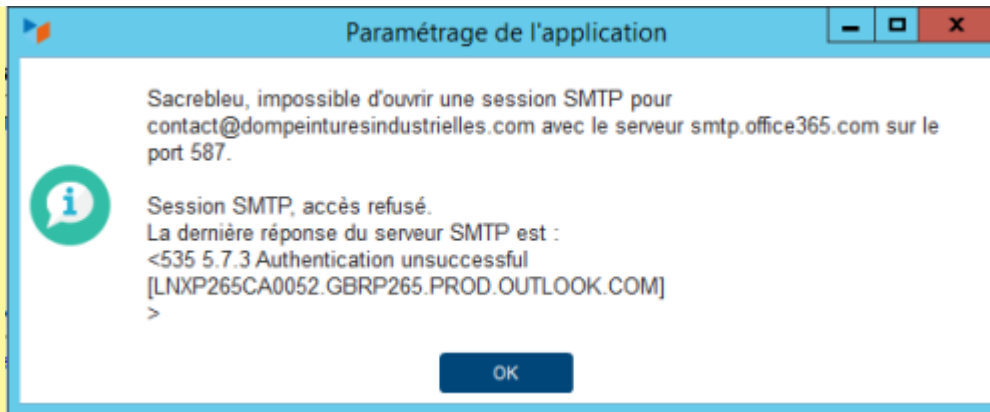 Paramétrage de l'application
Sacrebleu, impossible d'ouvrir une session SMTP pour
contact@dompeinturesindustrielles.com avec le serveur smtp.office365.com sur le
port 587.
Session SMTP, accès refusé.
La dernière réponse du serveur SMTP est :
<535 5.7.3 Authentication unsuccessful
[LNXP265CA0052.GBRP265.PROD.OUTLOOK.COM]
>
OK